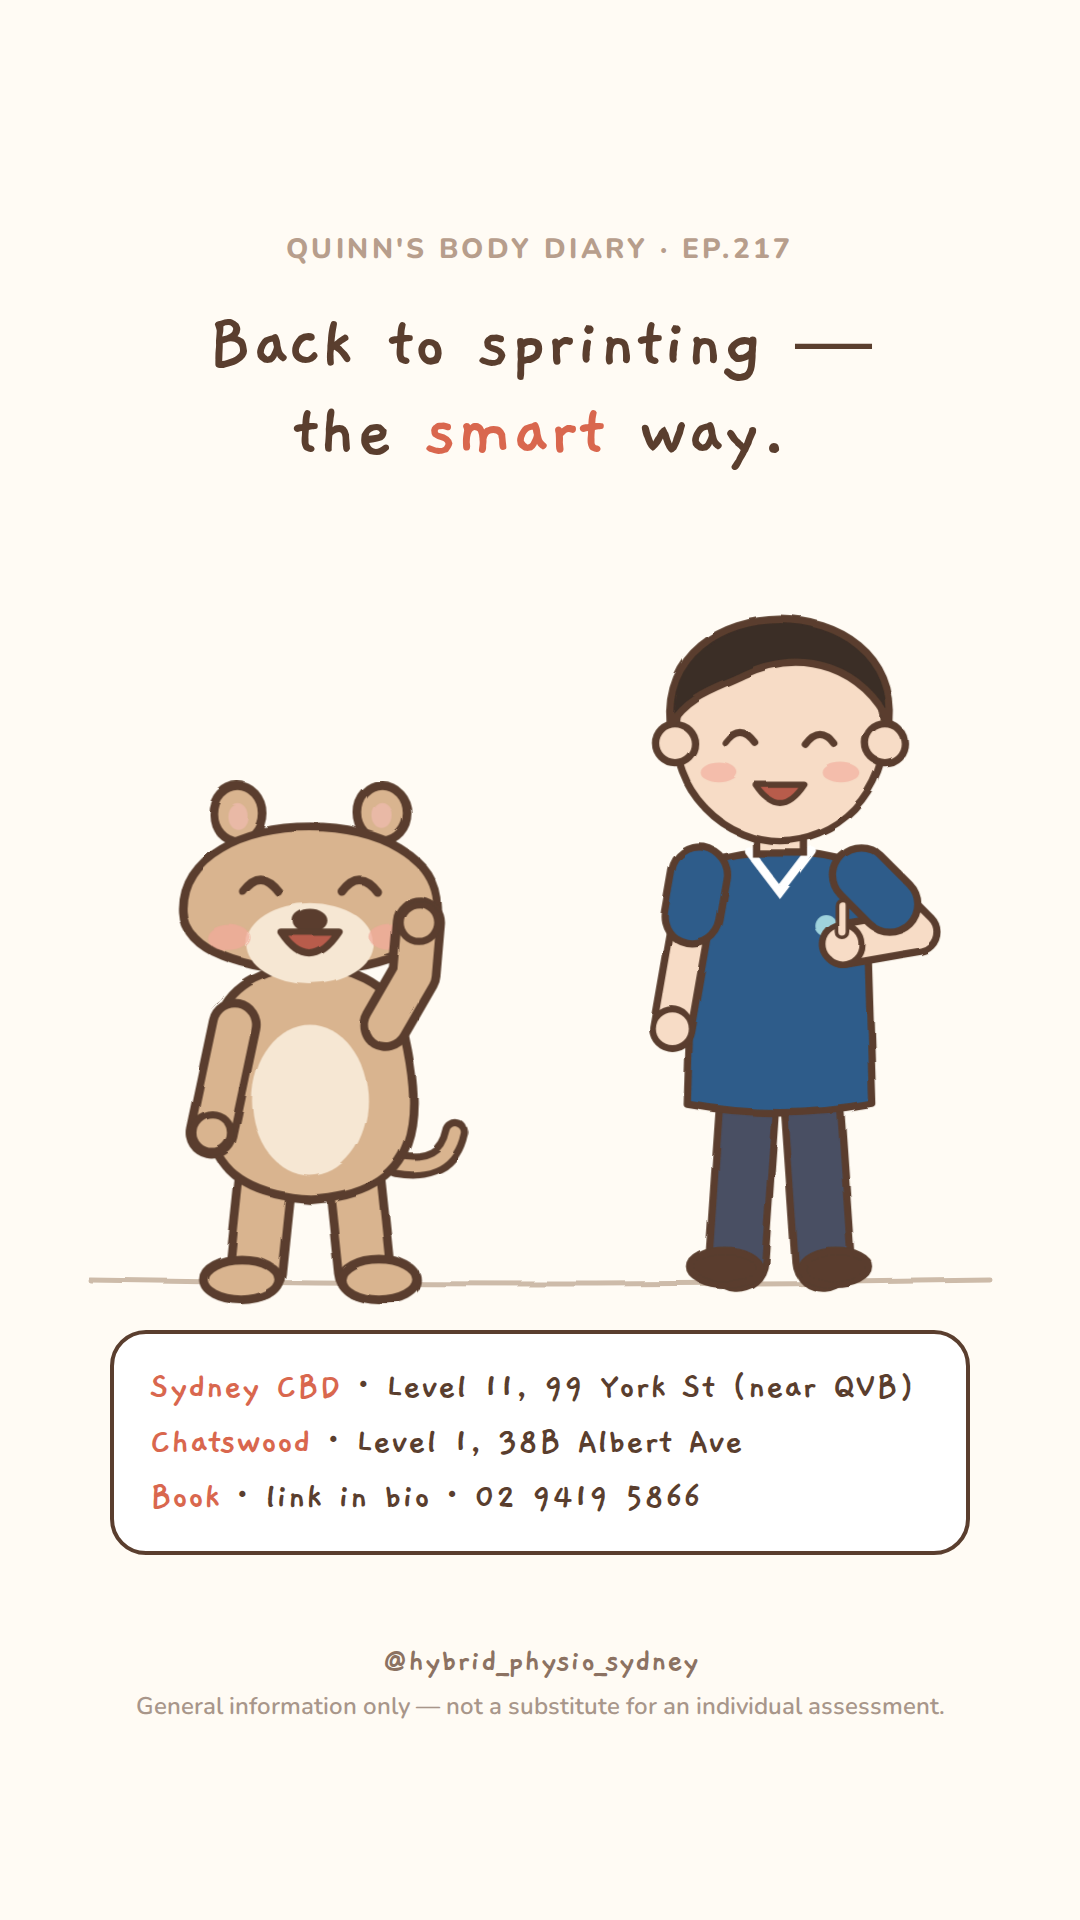 QUINN'S BODY DIARY · EP.217
Back to sprinting —
the smart way.
Sydney CBD · Level 11, 99 York St (near QVB)
Chatswood · Level 1, 38B Albert Ave
Book · link in bio · 02 9419 5866
@hybrid_physio_sydney
General information only — not a substitute for an individual assessment.